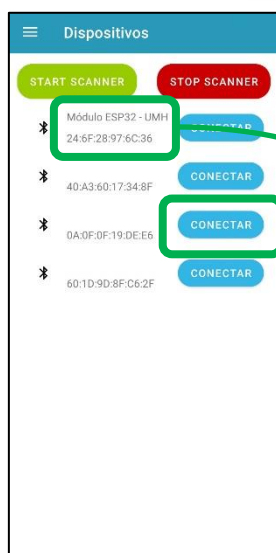 Dispositivos
START SCANNER STOP SCANNER
Módulo ESP32 - UMH
24:6F:28:97:6C:36 CONECTAR
40:A3:60:17:34:8F CONECTAR
0A:0F:0F:19:DE:E6 CONECTAR
60:1D:9D:8F:C6:2F CONECTAR